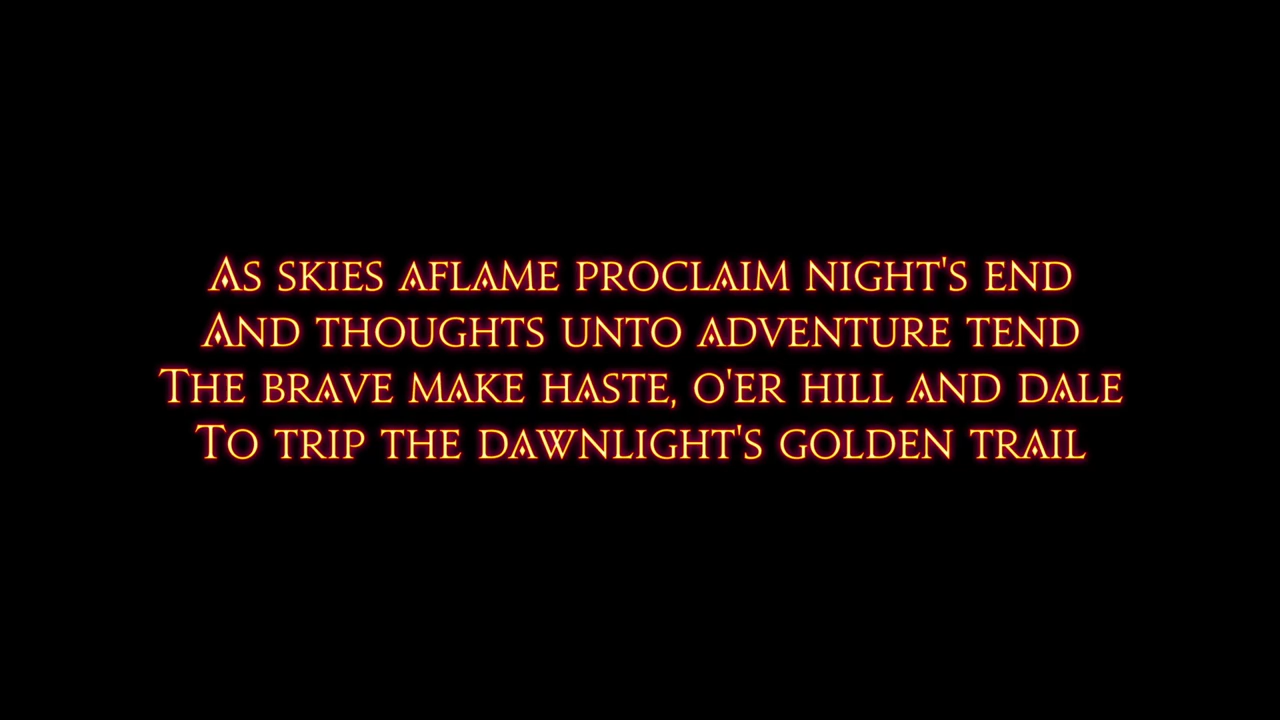 As skies aflame proclaim night's end
And thoughts unto adventure tend
The brave make haste, o'er hill and dale
To trip the dawnlight's golden trail